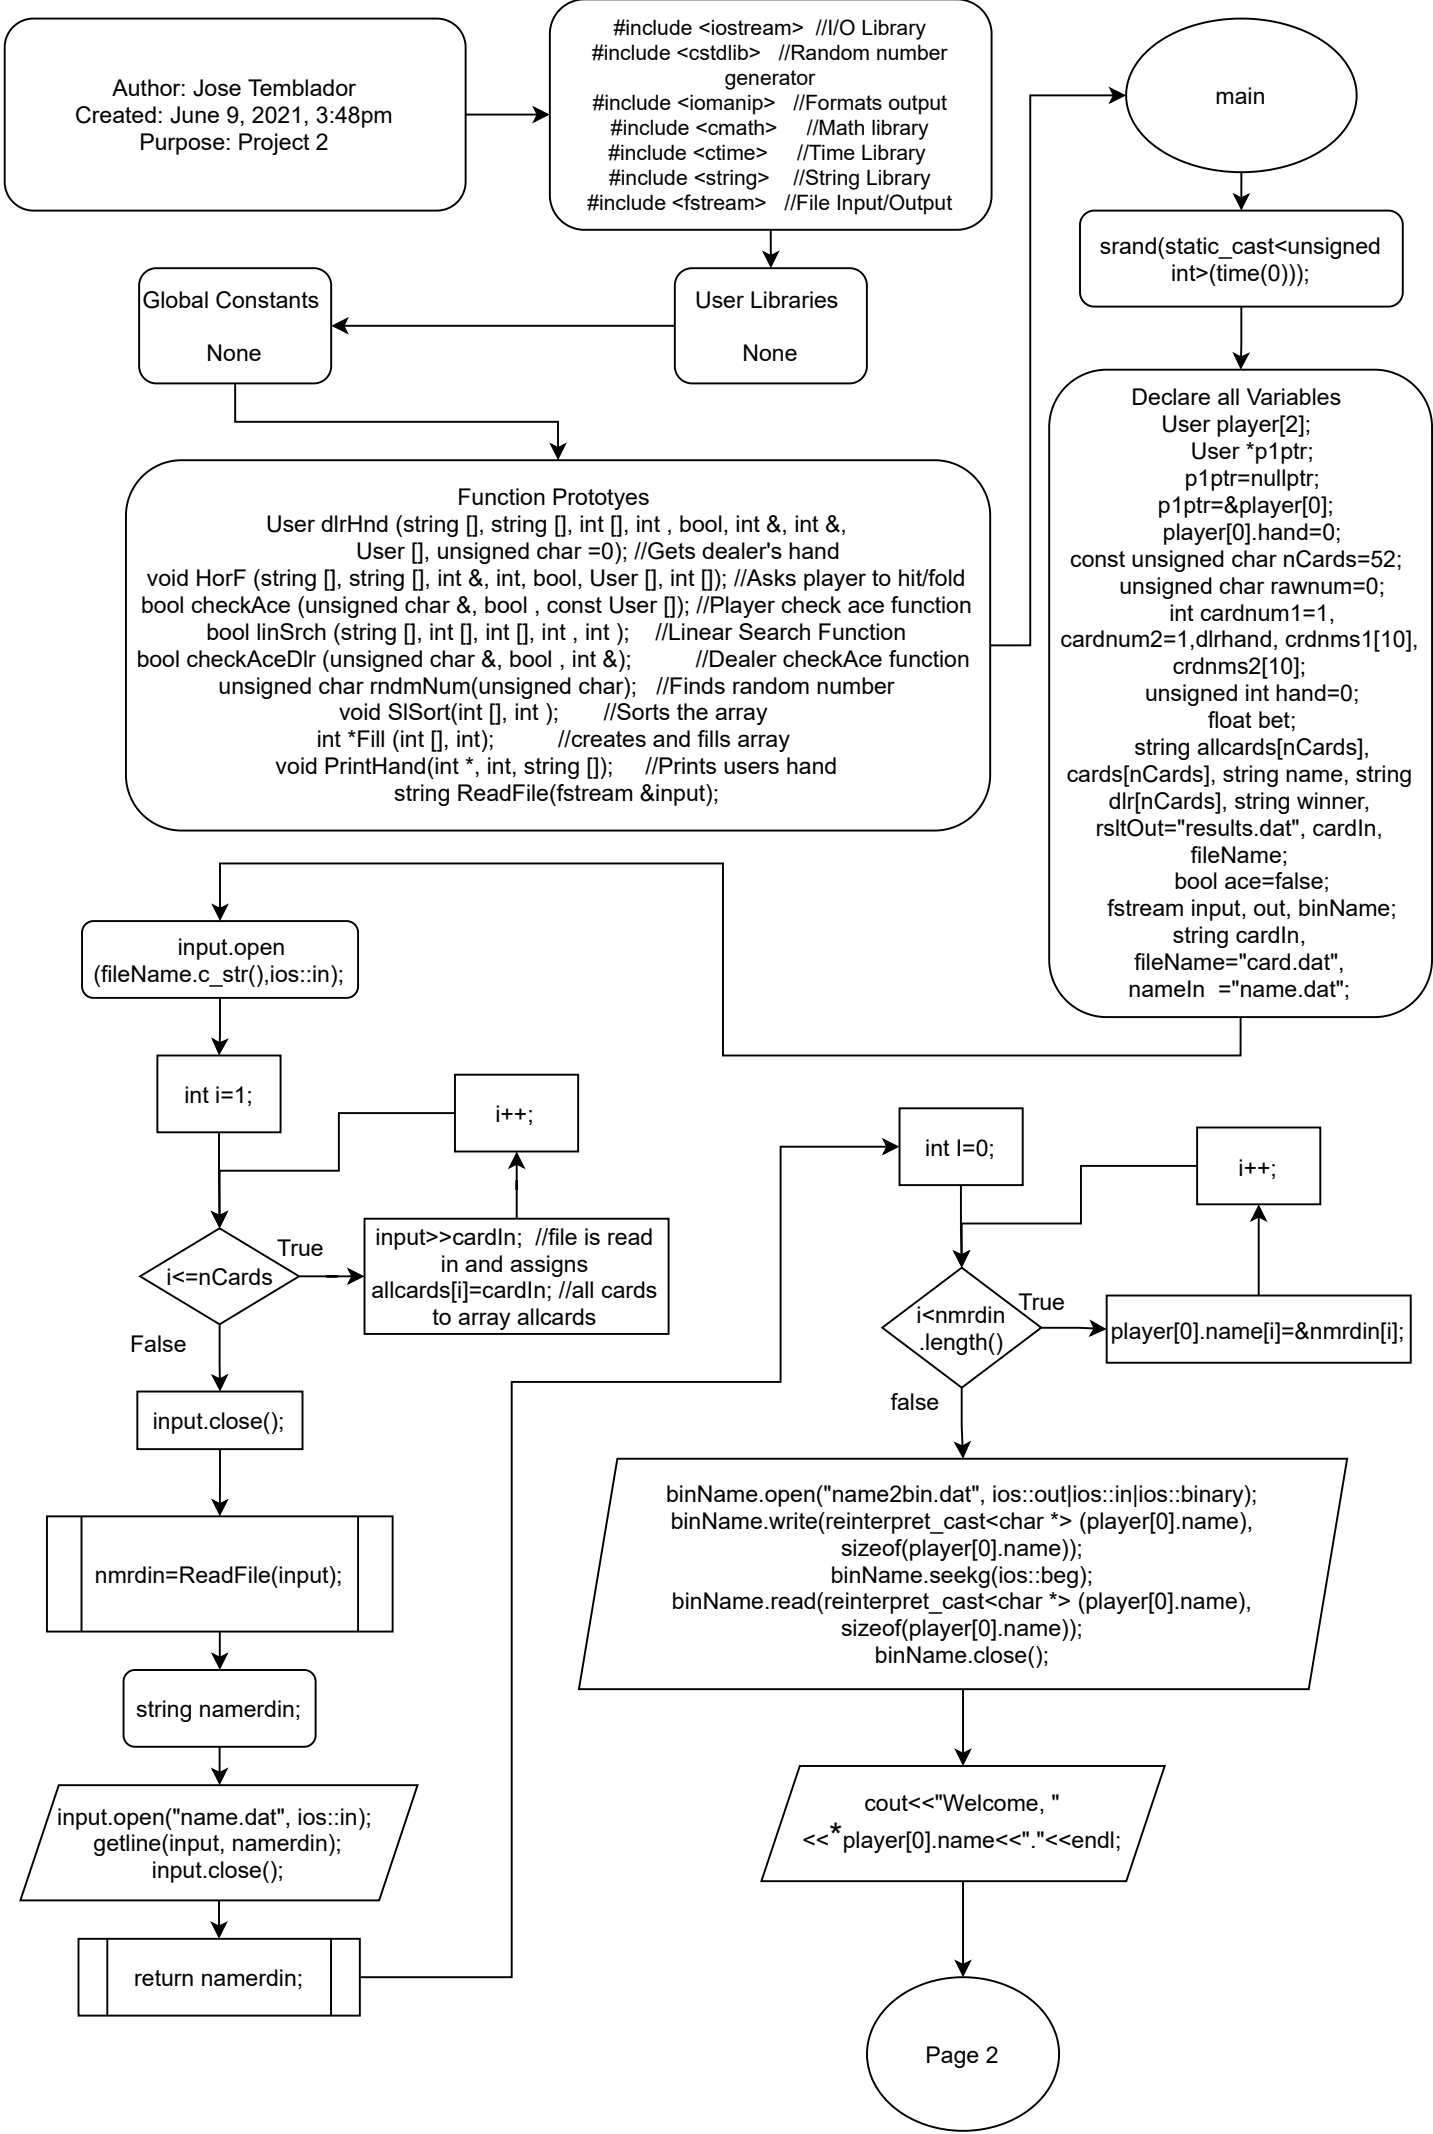 Author: Jose Temblador
Created: June 9, 2021, 3:48pm
Purpose: Project 2
#include <iostream>  //I/O Library
#include <cstdlib>   //Random number
generator
#include <iomanip>   //Formats output
#include <cmath>     //Math library
#include <ctime>     //Time Library
#include <string>    //String Library
#include <fstream>   //File Input/Output
User Libraries
None
Global Constants
None
Function Prototyes
User dlrHnd (string [], string [], int [], int , bool, int &, int &,
User [], unsigned char =0); //Gets dealer's hand
void HorF (string [], string [], int &, int, bool, User [], int []); //Asks player to hit/fold
bool checkAce (unsigned char &, bool , const User []); //Player check ace function
bool linSrch (string [], int [], int [], int , int );    //Linear Search Function
bool checkAceDlr (unsigned char &, bool , int &);          //Dealer checkAce function
unsigned char rndmNum(unsigned char);   //Finds random number
void SlSort(int [], int );       //Sorts the array
int *Fill (int [], int);          //creates and fills array
void PrintHand(int *, int, string []);     //Prints users hand
string ReadFile(fstream &input);
main
srand(static_cast<unsigned
int>(time(0)));
Declare all Variables
User player[2];
User *p1ptr;
p1ptr=nullptr;
p1ptr=&player[0];
player[0].hand=0;
const unsigned char nCards=52;
unsigned char rawnum=0;
int cardnum1=1,
cardnum2=1,dlrhand, crdnms1[10],
crdnms2[10];
unsigned int hand=0;
float bet;
string allcards[nCards],
cards[nCards], string name, string
dlr[nCards], string winner,
rsltOut="results.dat", cardIn,
fileName;
bool ace=false;
fstream input, out, binName;
string cardIn,
fileName="card.dat",
nameIn  ="name.dat";
input.open
(fileName.c_str(),ios::in);
int i=1;
i++;
i<=nCards
True
input>>cardIn;  //file is read
in and assigns
allcards[i]=cardIn; //all cards
to array allcards
False
input.close();
nmrdin=ReadFile(input);
string namerdin;
input.open("name.dat", ios::in);
getline(input, namerdin);
input.close();
return namerdin;
int I=0;
i++;
i<nmrdin
.length()
True
player[0].name[i]=&nmrdin[i];
false
binName.open("name2bin.dat", ios::out|ios::in|ios::binary);
binName.write(reinterpret_cast<char *> (player[0].name),
sizeof(player[0].name));
binName.seekg(ios::beg);
binName.read(reinterpret_cast<char *> (player[0].name),
sizeof(player[0].name));
binName.close();
cout<<"Welcome, "
<<*player[0].name<<"."<<endl;
Page 2